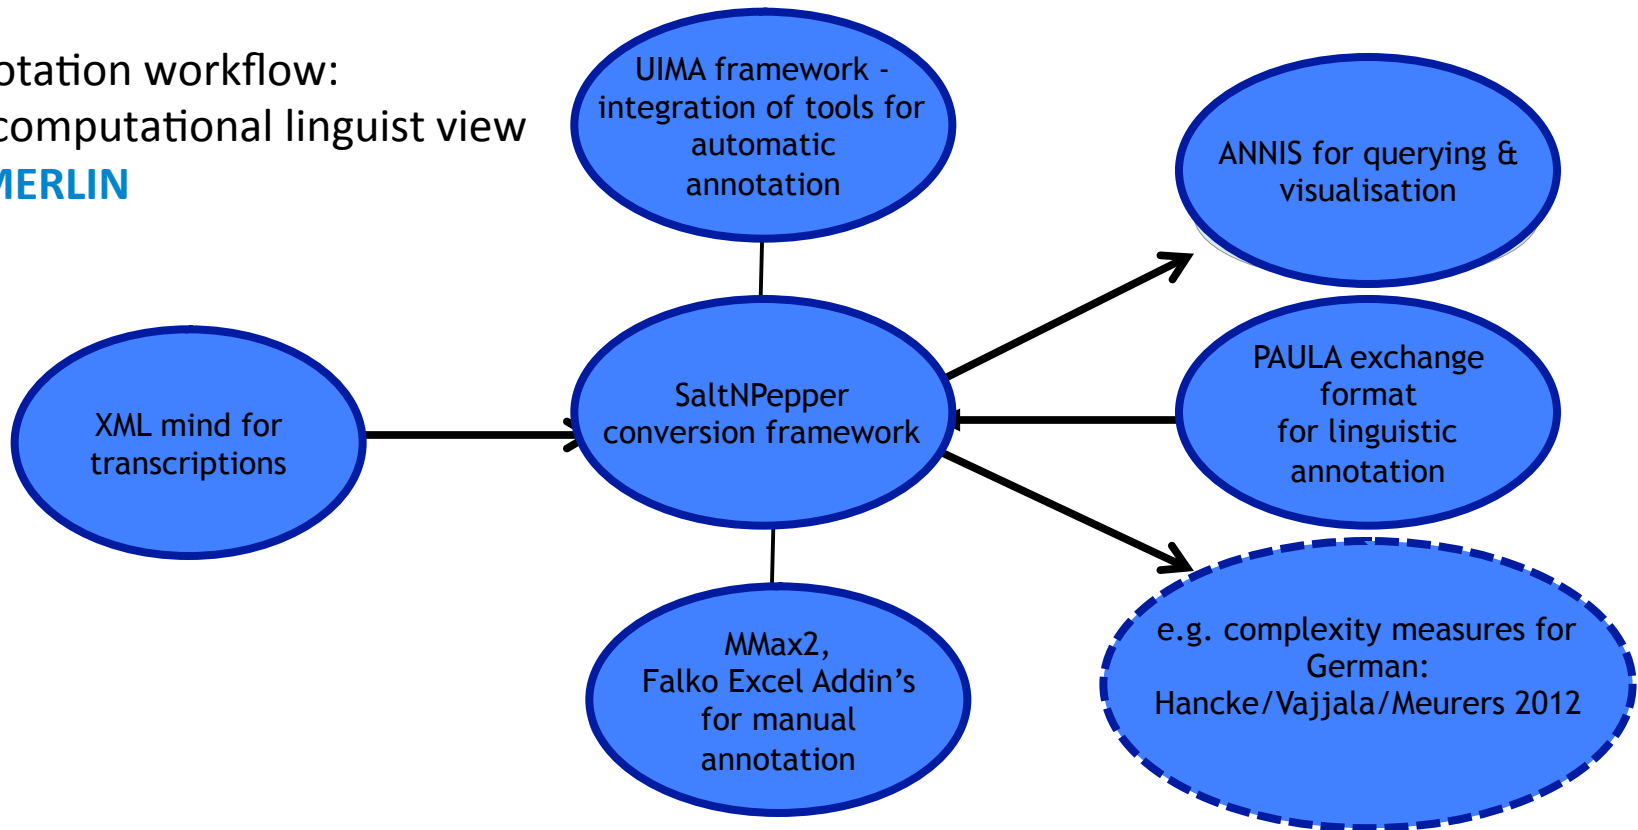 otation workflow:
computational linguist view
MERLIN
UIMA framework -
integration of tools for
automatic
annotation
ANNIS for querying &
visualisation
XML mind for
transcriptions
SaltNPepper
conversion framework
PAULA exchange
format
for linguistic
annotation
MMax2,
Falko Excel Addin’s
for manual
annotation
e.g. complexity measures for
German:
Hancke/Vajjala/Meurers 2012